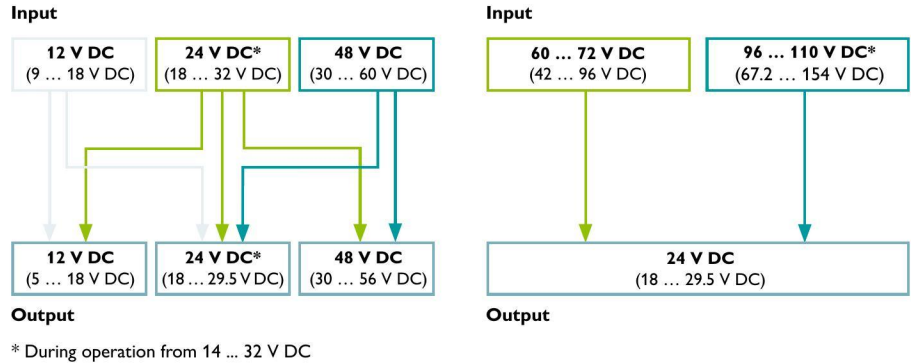 Input
12 V DC
(9 … 18 V DC)
24 V DC*
(18 … 32 V DC)
48 V DC
(30 … 60 V DC)
12 V DC
(5 … 18 V DC)
24 V DC*
(18 … 29.5 V DC)
48 V DC
(30 … 56 V DC)
Output
* During operation from 14 ... 32 V DC
Input
60 … 72 V DC
(42 … 96 V DC)
96 … 110 V DC*
(67.2 … 154 V DC)
24 V DC
(18 … 29.5 V DC)
Output